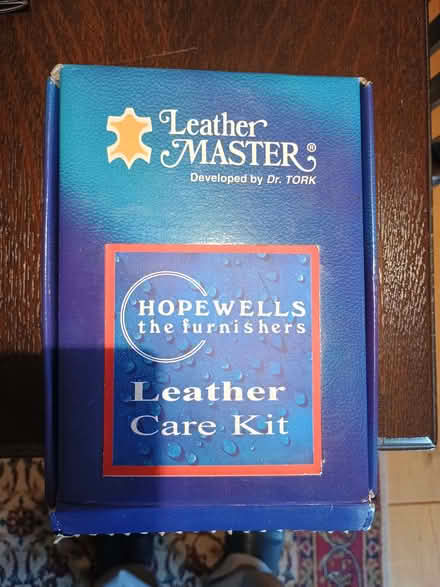 Leather
MASTER®
Developed by Dr. TORK
HOPEWELLS
the furnishers
Leather
Care Kit